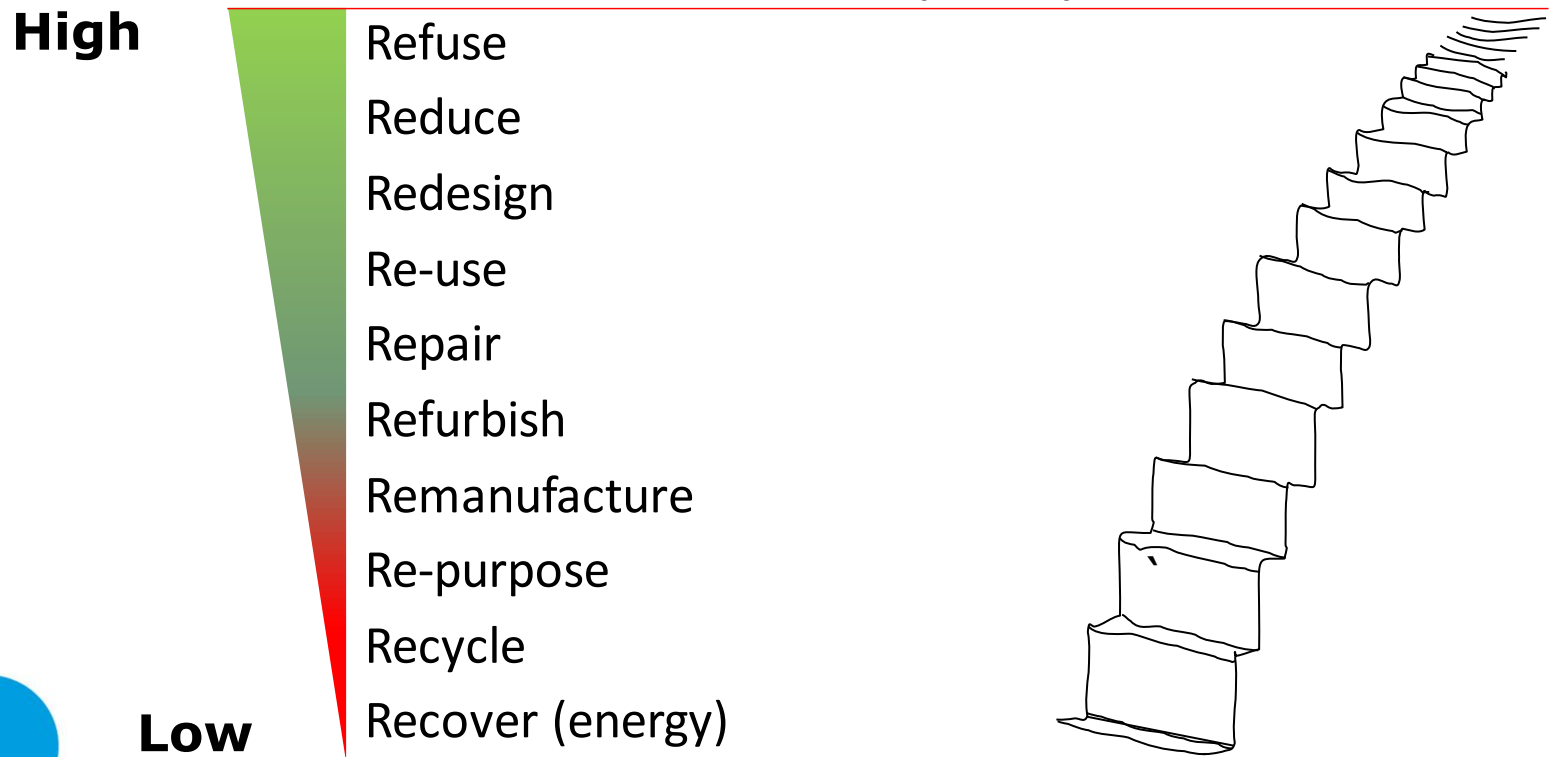 High
Refuse
Reduce
Redesign
Re-use
Repair
Refurbish
Remanufacture
Re-purpose
Recycle
Low
Recover (energy)